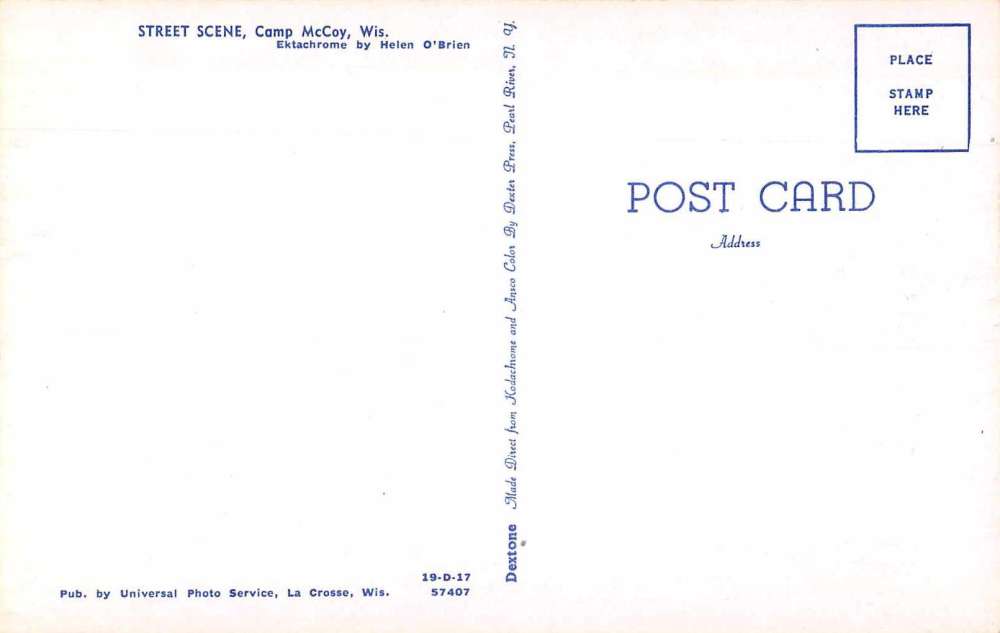 STREET SCENE, Camp McCoy, Wis.
Ektachrome by Helen O'Brien
19-D-17
Pub. by Universal Photo Service, La Crosse, Wis. 57407
Dextone Made Direct from Kodachrome and Ansco Color By Dexter Press, Pearl River, N. Y.
PLACE
STAMP
HERE
POST CARD
Address